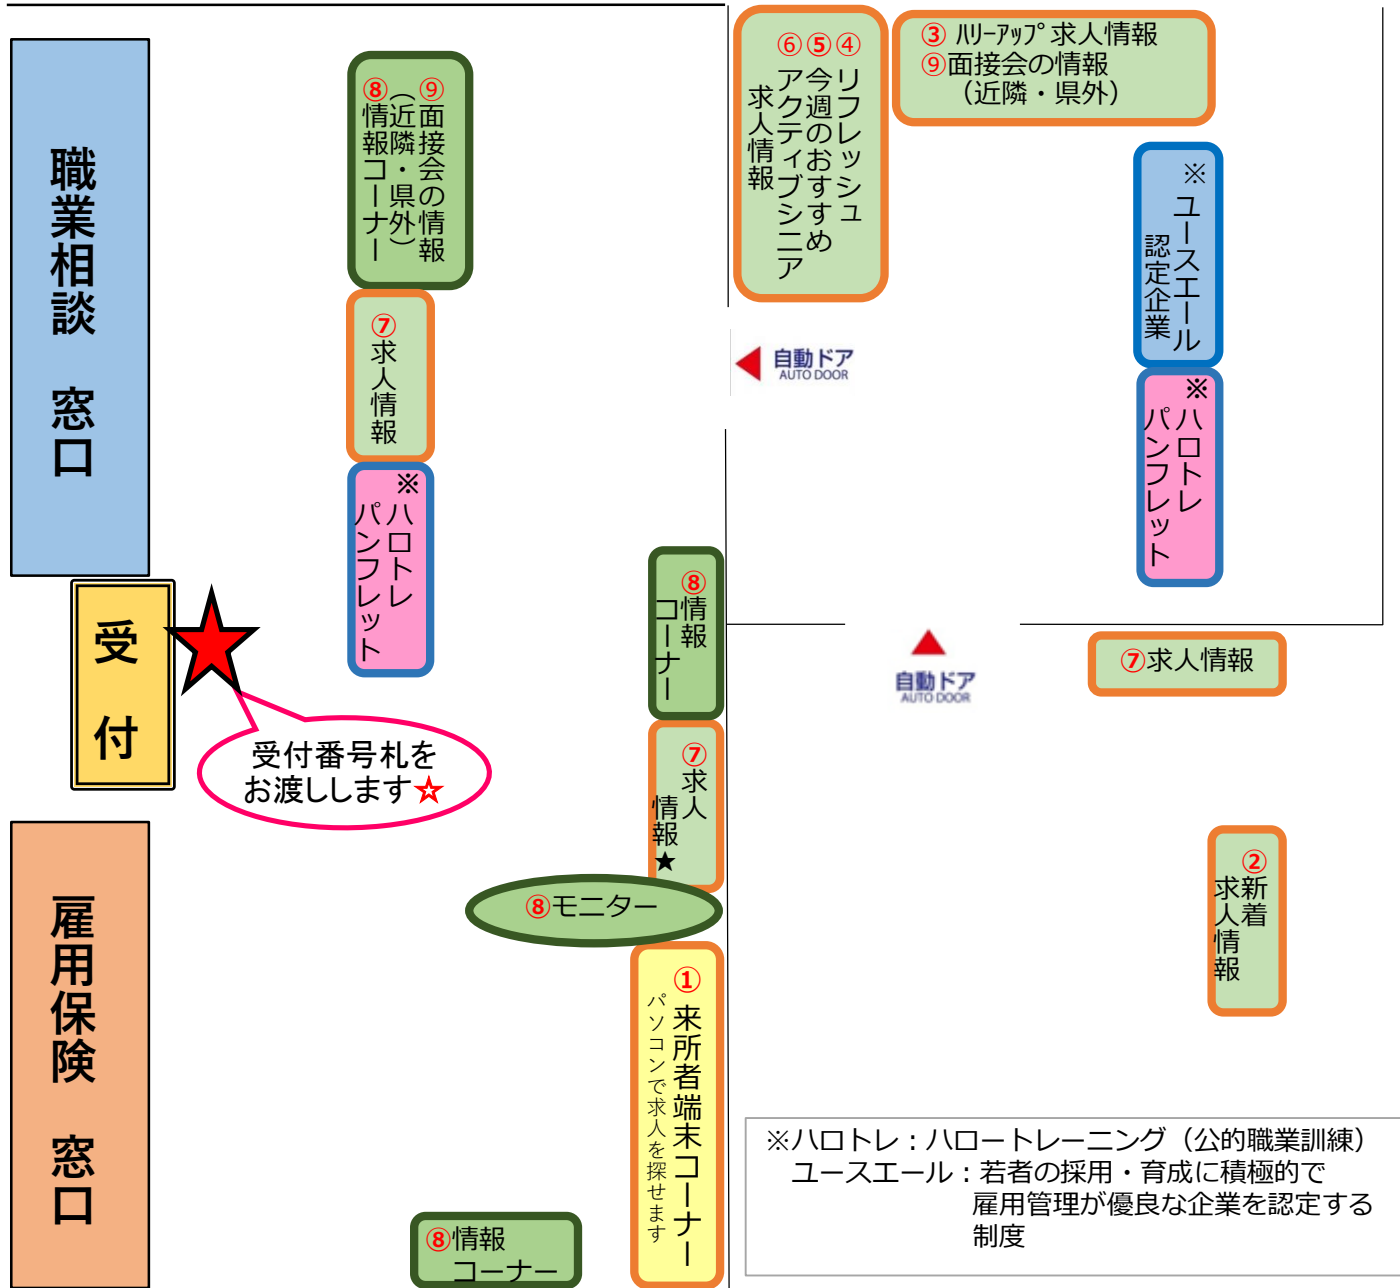 職業相談　窓口
受付
雇用保険　窓口
⑨面接会の情報
（近隣・県外）
⑧情報コーナー
⑦求人情報
※
ハロトレ
パンフレット
受付番号札を
お渡しします☆
⑧情報
コーナー
⑦求人
情報★
⑧モニター
①来所者端末コーナー
パソコンで求人を探せます
⑧情報
コーナー
④リフレッシュ
⑤今週のおすすめ
⑥アクティブシニア
求人情報
③ ﾊﾘｰｱｯﾌﾟ求人情報
⑨面接会の情報
（近隣・県外）
※ユースエール
認定企業
※
ハロトレ
パンフレット
自動ドア
AUTO DOOR
自動ドア
AUTO DOOR
⑦求人情報
②新着
求人情報
※ハロトレ：ハロートレーニング（公的職業訓練）
ユースエール：若者の採用・育成に積極的で
雇用管理が優良な企業を認定する
制度